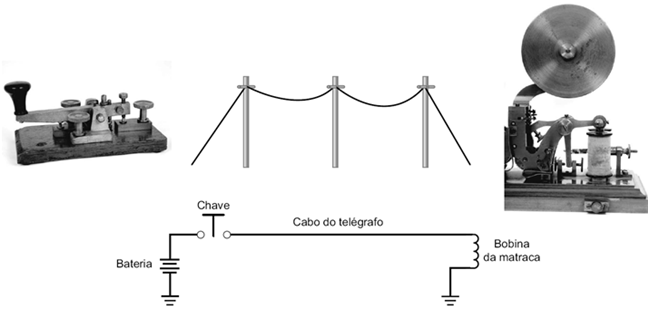 Chave
Cabo do telégrafo
Bateria
Bobina
da matraca